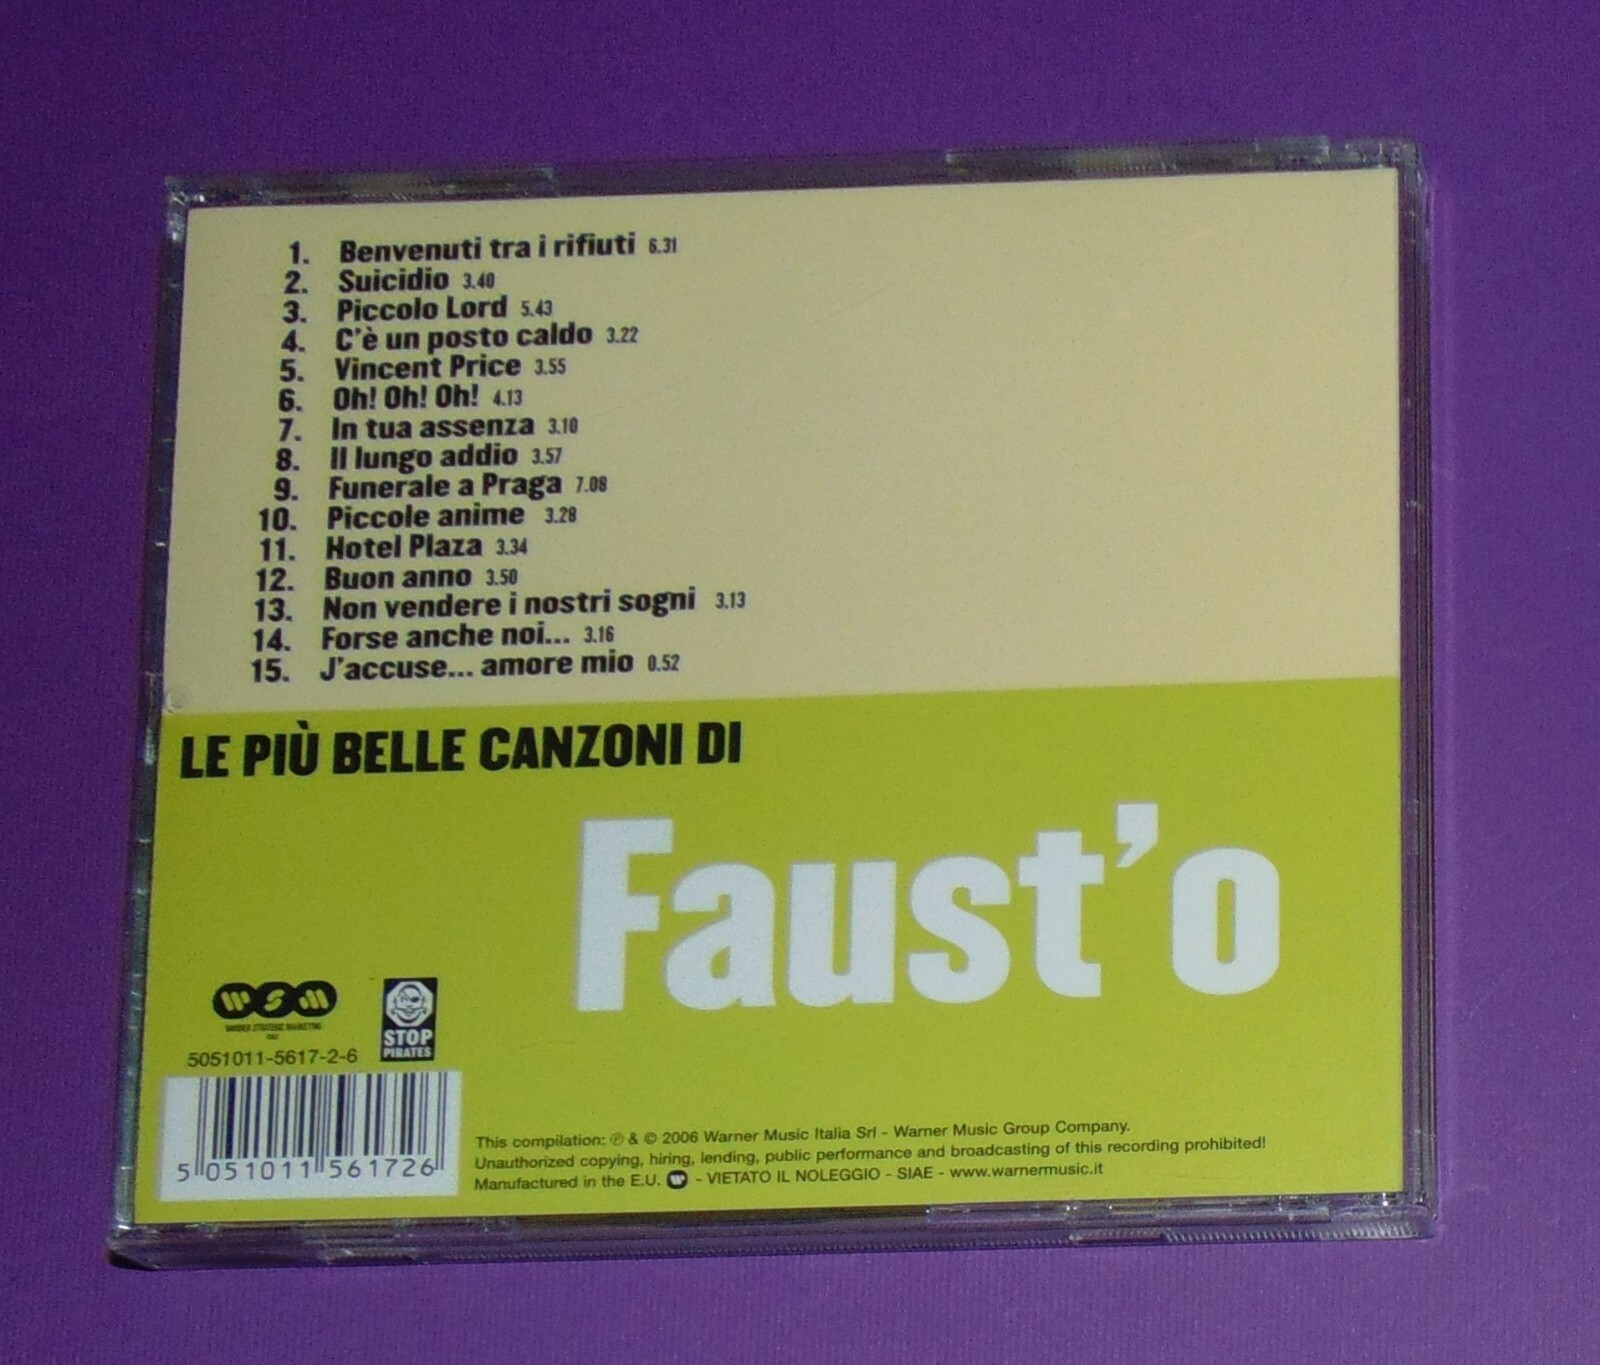 1. Benvenuti tra i rifiuti 6.31
2. Suicidio 3.40
3. Piccolo Lord 5.43
4. C'è un posto caldo 3.22
5. Vincent Price 3.55
6. Oh! Oh! Oh! 4.13
7. In tua assenza 3.10
8. Il lungo addio 3.57
9. Funerale a Praga 7.08
10. Piccole anime 3.28
11. Hotel Plaza 3.34
12. Buon anno 3.50
13. Non vendere i nostri sogni 3.13
14. Forse anche noi... 3.16
15. J'accuse... amore mio 0.52
LE PIÙ BELLE CANZONI DI
Faust'o
WSM
WARNER STRATEGIC MARKETING
STOP
PIRATES
5051011-5617-2-6
5 051011 561726
This compilation: ℗ & © 2006 Warner Music Italia Srl - Warner Music Group Company.
Unauthorized copying, hiring, lending, public performance and broadcasting of this recording prohibited!
Manufactured in the E.U. - VIETATO IL NOLEGGIO - SIAE - www.warnermusic.it